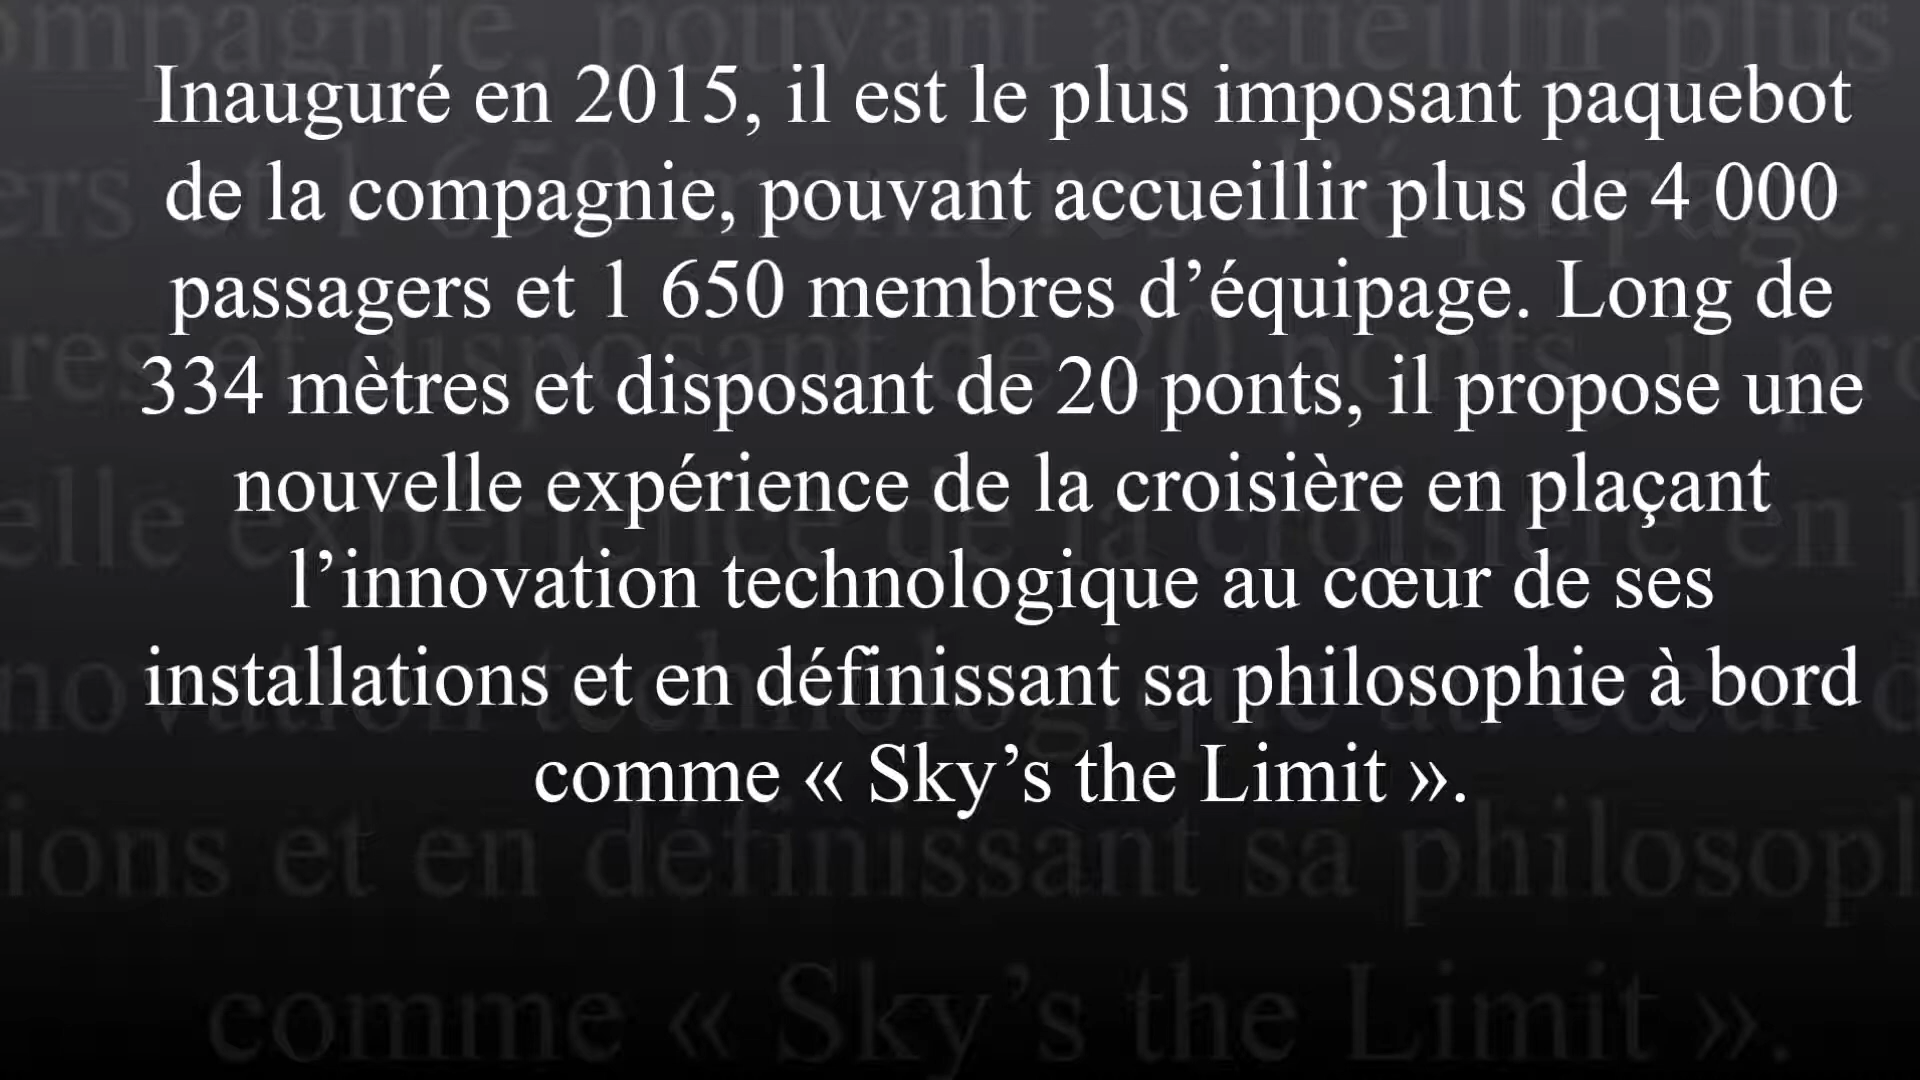 Inauguré en 2015, il est le plus imposant paquebot
de la compagnie, pouvant accueillir plus de 4 000
passagers et 1 650 membres d’équipage. Long de
334 mètres et disposant de 20 ponts, il propose une
nouvelle expérience de la croisière en plaçant
l’innovation technologique au cœur de ses
installations et en définissant sa philosophie à bord
comme « Sky’s the Limit ».